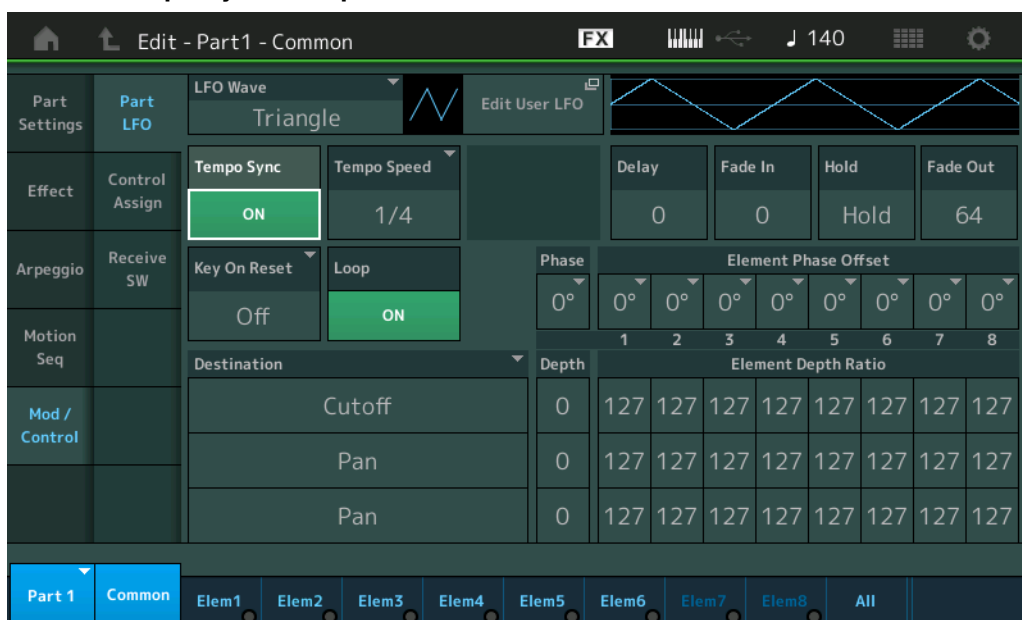 Edit - Part1 - Common FX 140
Part Settings
Part LFO
LFO Wave
Triangle
Edit User LFO
Effect
Control Assign
Tempo Sync
ON
Tempo Speed
1/4
Delay
0
Fade In
0
Hold
Hold
Fade Out
64
Arpeggio
Receive SW
Key On Reset
Off
Loop
ON
Phase
0°
Element Phase Offset
0° 0° 0° 0° 0° 0° 0° 0°
1 2 3 4 5 6 7 8
Motion Seq
Destination Depth Element Depth Ratio
Mod / Control
Cutoff 0 127 127 127 127 127 127 127 127
Pan 0 127 127 127 127 127 127 127 127
Pan 0 127 127 127 127 127 127 127 127
Part 1 Common Elem1 Elem2 Elem3 Elem4 Elem5 Elem6 Elem7 Elem8 All